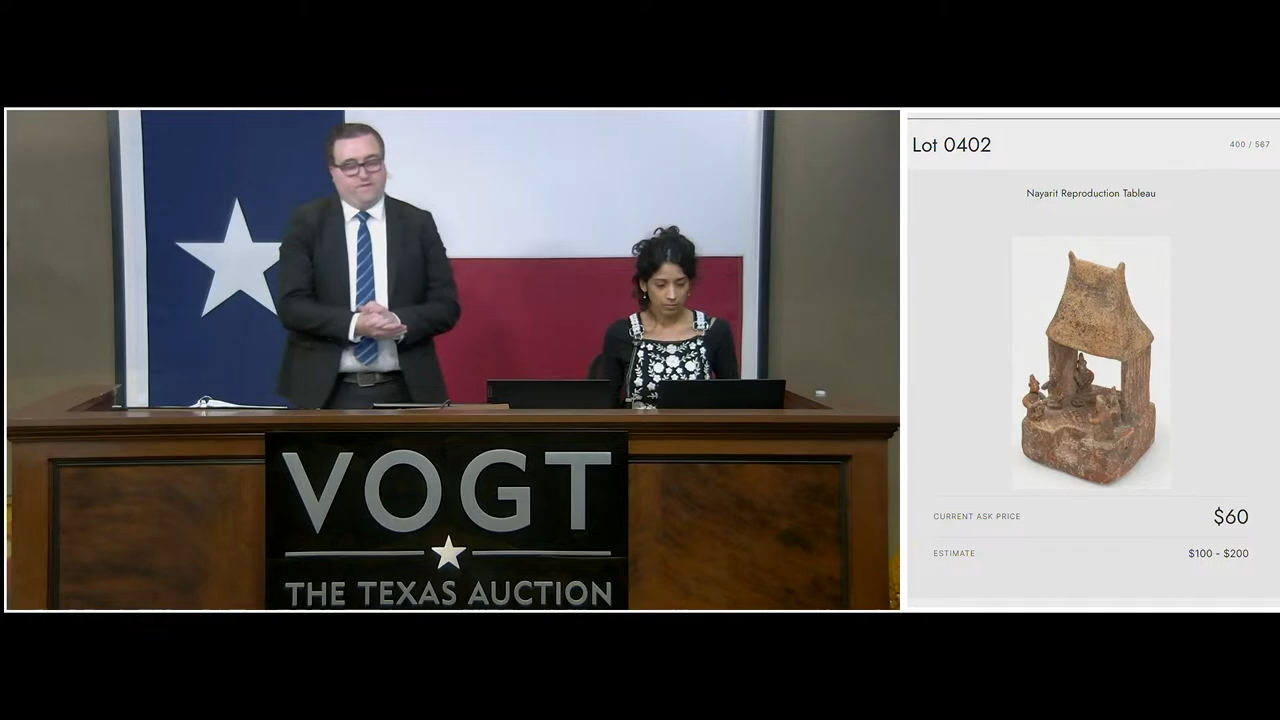 VOGT
THE TEXAS AUCTION
Lot 0402
400 / 567
Nayarit Reproduction Tableau
CURRENT ASK PRICE
$60
ESTIMATE
$100 - $200